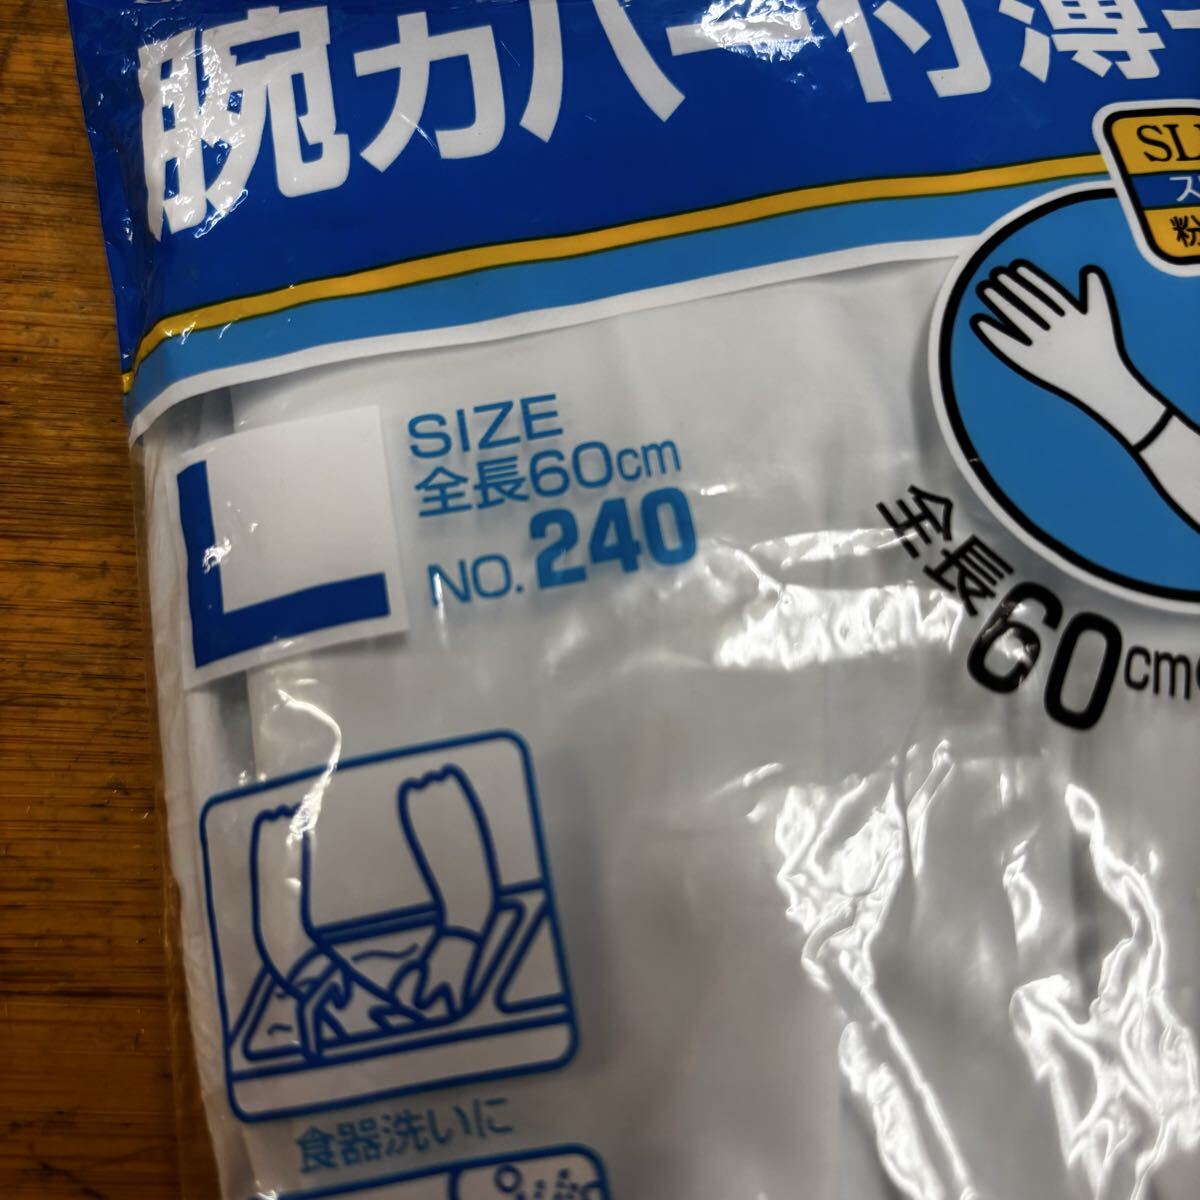 腕カバー付薄
SL
ス
粉
L
SIZE
全長60cm
NO.240
全長60cm
食器洗いに